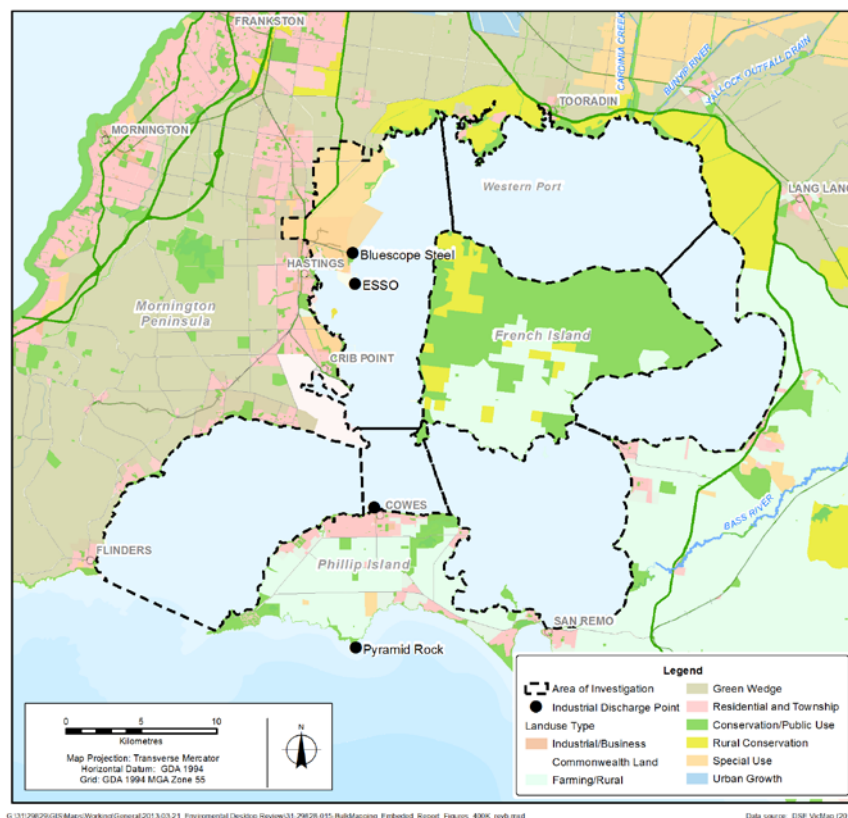 FRANKSTON
CARDINIA CREEK
BUNYIP RIVER
YALLOCK OUTFALL DRAIN
TOORADIN
MORNINGTON
Western Port
LANG LANG
Bluescope Steel
HASTINGS
ESSO
Mornington
Peninsula
French Island
CRIB POINT
BASS RIVER
COWES
FLINDERS
Phillip Island
SAN REMO
Pyramid Rock
0 5 10
Kilometres
Map Projection: Transverse Mercator
Horizontal Datum: GDA 1994
Grid: GDA 1994 MGA Zone 55
N
Legend
Area of Investigation
Industrial Discharge Point
Landuse Type
Industrial/Business
Commonwealth Land
Farming/Rural
Green Wedge
Residential and Township
Conservation/Public Use
Rural Conservation
Special Use
Urban Growth
Data source: DSE VicMap (20